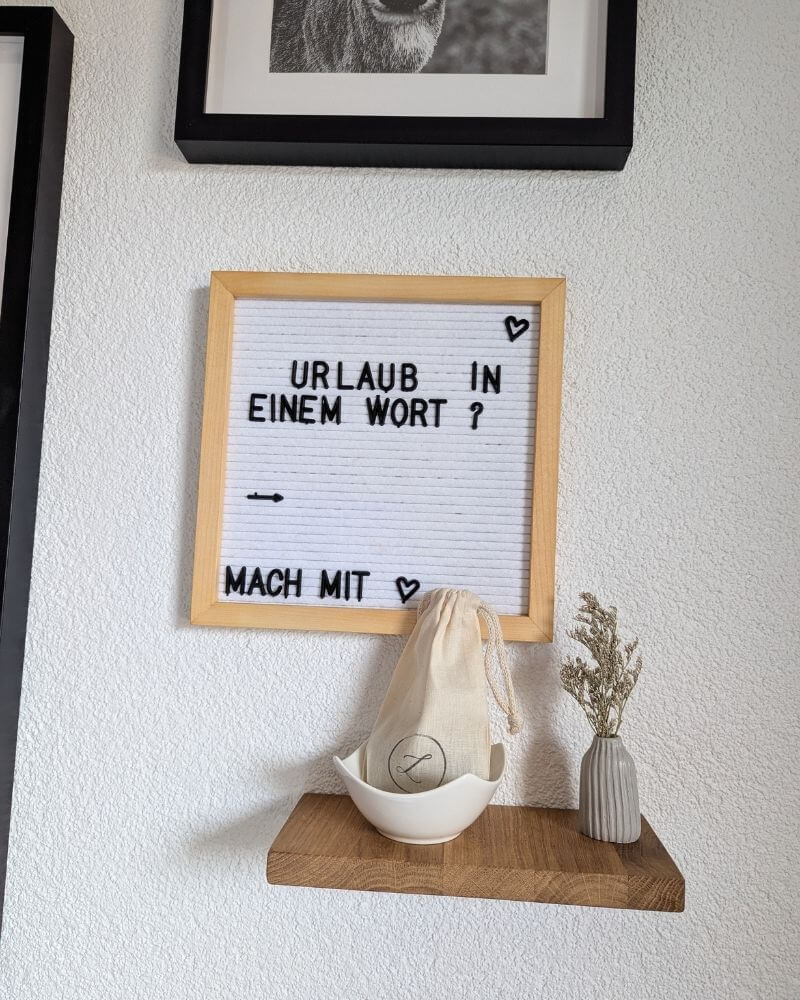 URLAUB IN
EINEM WORT ?
MACH MIT
L